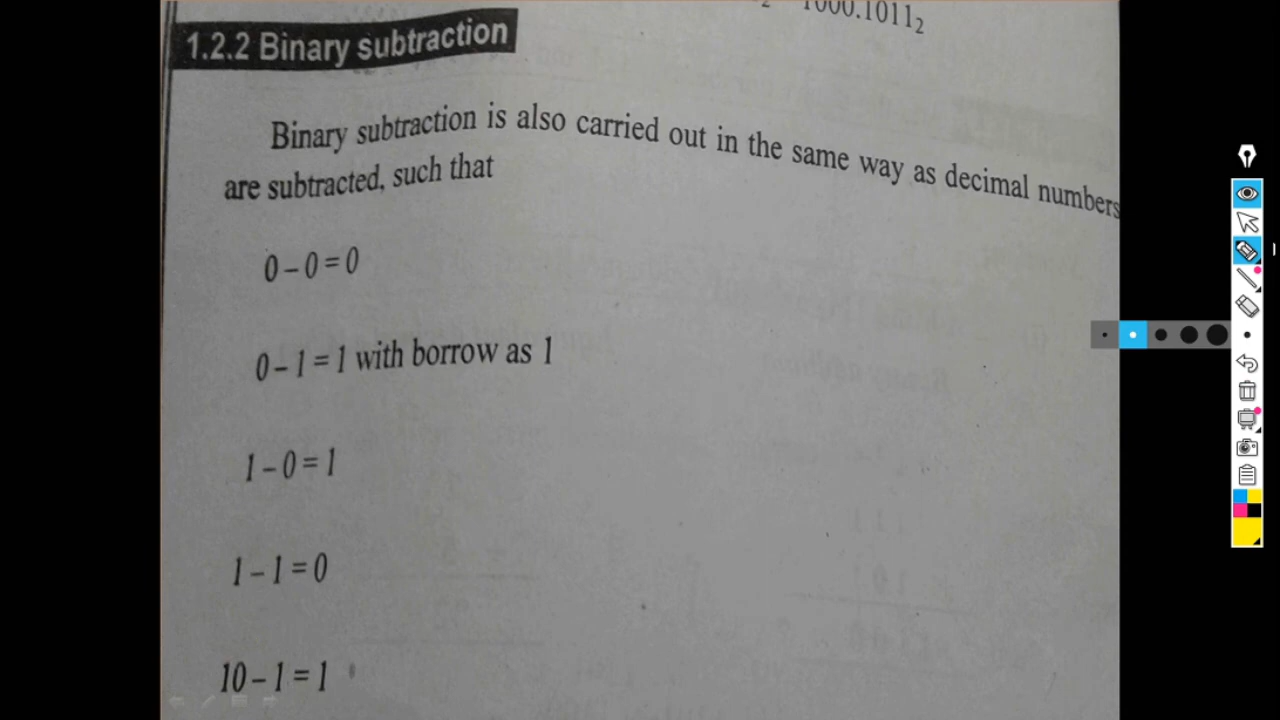 1000.1011₂
1.2.2 Binary subtraction
Binary subtraction is also carried out in the same way as decimal numbers
are subtracted, such that
0 – 0 = 0
0 – 1 = 1 with borrow as 1
1 – 0 = 1
1 – 1 = 0
10 – 1 = 1